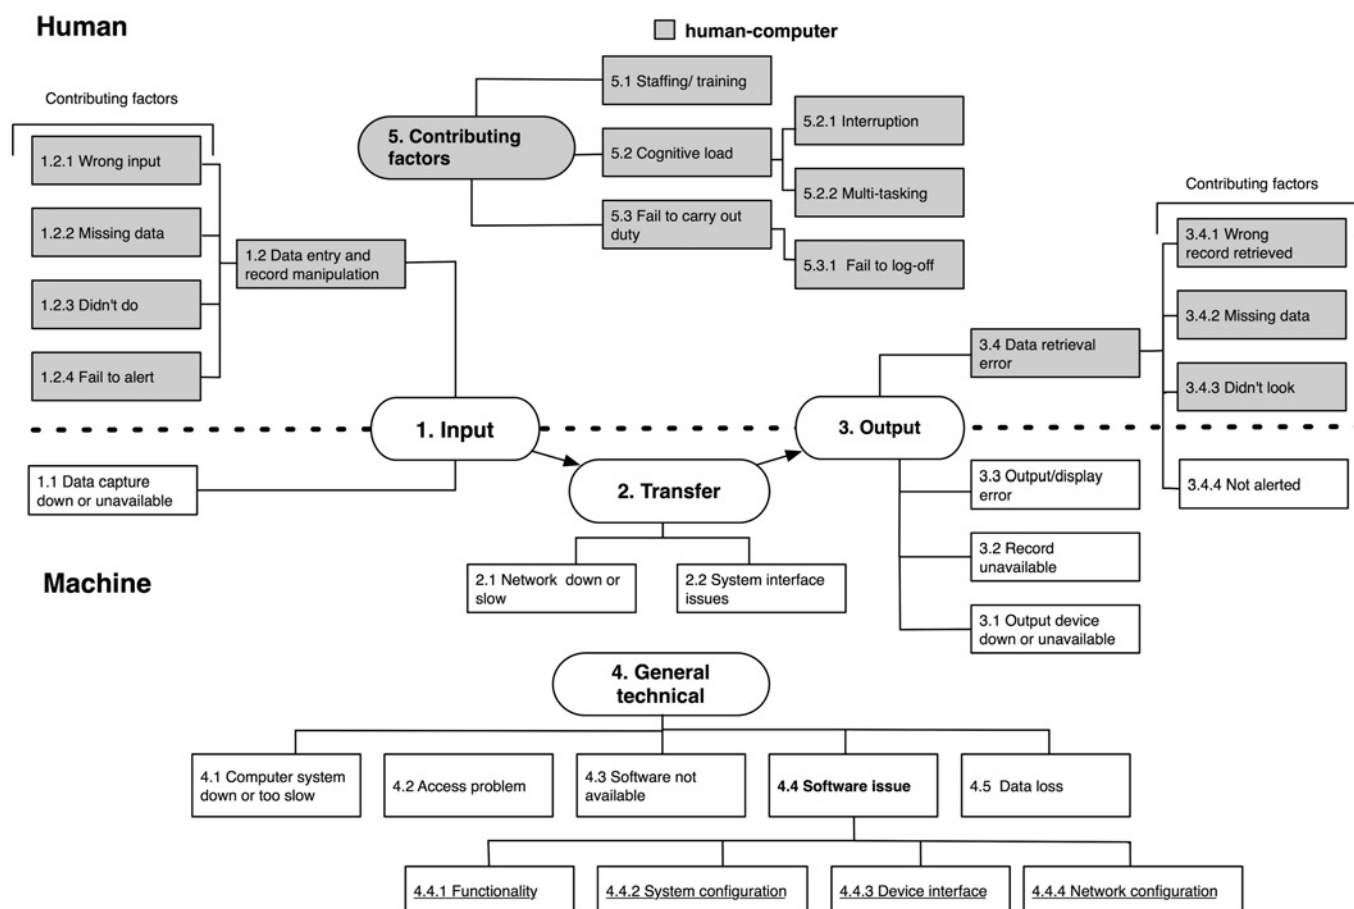 Human
human-computer
Contributing factors
1.2.1 Wrong input
1.2.2 Missing data
1.2.3 Didn't do
1.2.4 Fail to alert
1.2 Data entry and
record manipulation
5. Contributing
factors
5.1 Staffing/ training
5.2 Cognitive load
5.3 Fail to carry out
duty
5.2.1 Interruption
5.2.2 Multi-tasking
5.3.1 Fail to log-off
Contributing factors
3.4.1 Wrong
record retrieved
3.4.2 Missing data
3.4.3 Didn't look
3.4 Data retrieval
error
1. Input
3. Output
1.1 Data capture
down or unavailable
2. Transfer
3.3 Output/display
error
3.4.4 Not alerted
3.2 Record
unavailable
3.1 Output device
down or unavailable
2.1 Network down or
slow
2.2 System interface
issues
Machine
4. General
technical
4.1 Computer system
down or too slow
4.2 Access problem
4.3 Software not
available
4.4 Software issue
4.5 Data loss
4.4.1 Functionality
4.4.2 System configuration
4.4.3 Device interface
4.4.4 Network configuration